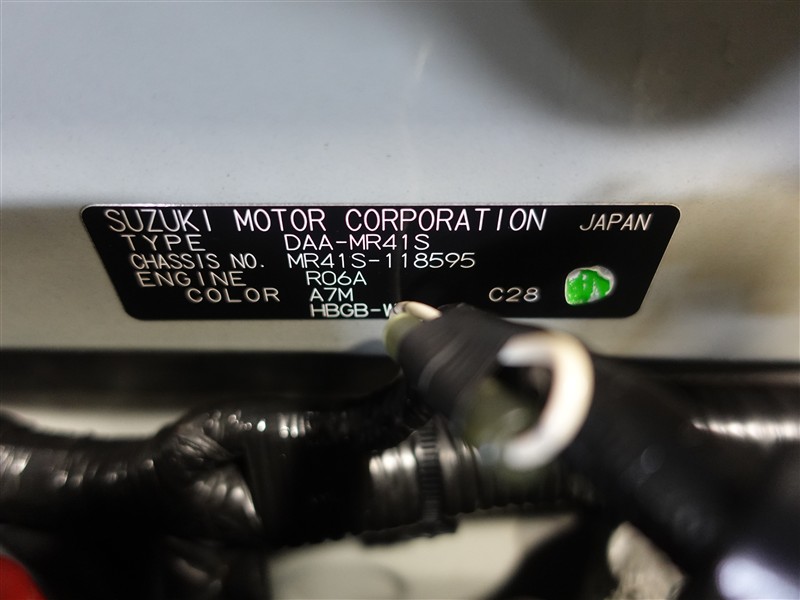 SUZUKI MOTOR CORPORATION JAPAN
TYPE DAA-MR41S
CHASSIS NO. MR41S-118595
ENGINE R06A
COLOR A7M C28